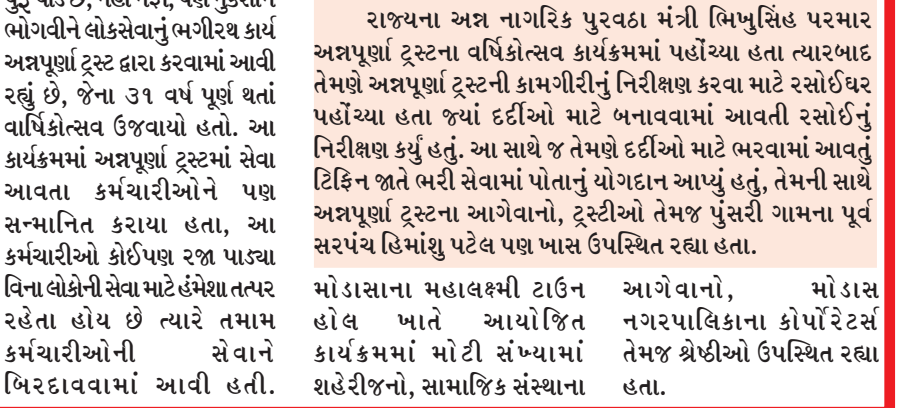 ભોગવીને લોકસેવાનું ભગીરથ કાર્ય
અન્નપૂર્ણા ટ્રસ્ટ દ્વારા કરવામાં આવી
રહ્યું છે, જેના ૩૧ વર્ષ પૂર્ણ થતાં
વાર્ષિકોત્સવ ઉજવાયો હતો. આ
કાર્યક્રમમાં અન્નપૂર્ણા ટ્રસ્ટમાં સેવા
આવતા કર્મચારીઓને પણ
સન્માનિત કરાયા હતા, આ
કર્મચારીઓ કોઈપણ રજા પાડ્યા
વિના લોકોની સેવા માટે હંમેશા તત્પર
રહેતા હોય છે ત્યારે તમામ
કર્મચારીઓની સેવાને
બિરદાવવામાં આવી હતી.
રાજ્યના અન્ન નાગરિક પુરવઠા મંત્રી ભિખુસિંહ પરમાર
અન્નપૂર્ણા ટ્રસ્ટના વર્ષિકોત્સવ કાર્યક્રમમાં પહોંચ્યા હતા ત્યારબાદ
તેમણે અન્નપૂર્ણા ટ્રસ્ટની કામગીરીનું નિરીક્ષણ કરવા માટે રસોઈઘર
પહોંચ્યા હતા જ્યાં દર્દીઓ માટે બનાવવામાં આવતી રસોઈનું
નિરીક્ષણ કર્યું હતું. આ સાથે જ તેમણે દર્દીઓ માટે ભરવામાં આવતું
ટિફિન જાતે ભરી સેવામાં પોતાનું યોગદાન આપ્યું હતું, તેમની સાથે
અન્નપૂર્ણા ટ્રસ્ટના આગેવાનો, ટ્રસ્ટીઓ તેમજ પુંસરી ગામના પૂર્વ
સરપંચ હિમાંશુ પટેલ પણ ખાસ ઉપસ્થિત રહ્યા હતા.
મોડાસાના મહાલક્ષ્મી ટાઉન
હોલ ખાતે આયોજિત
કાર્યક્રમમાં મોટી સંખ્યામાં
શહેરીજનો, સામાજિક સંસ્થાના
આગેવાનો, મોડાસ
નગરપાલિકાના કોર્પોરેટર્સ
તેમજ શ્રેષ્ઠીઓ ઉપસ્થિત રહ્યા
હતા.